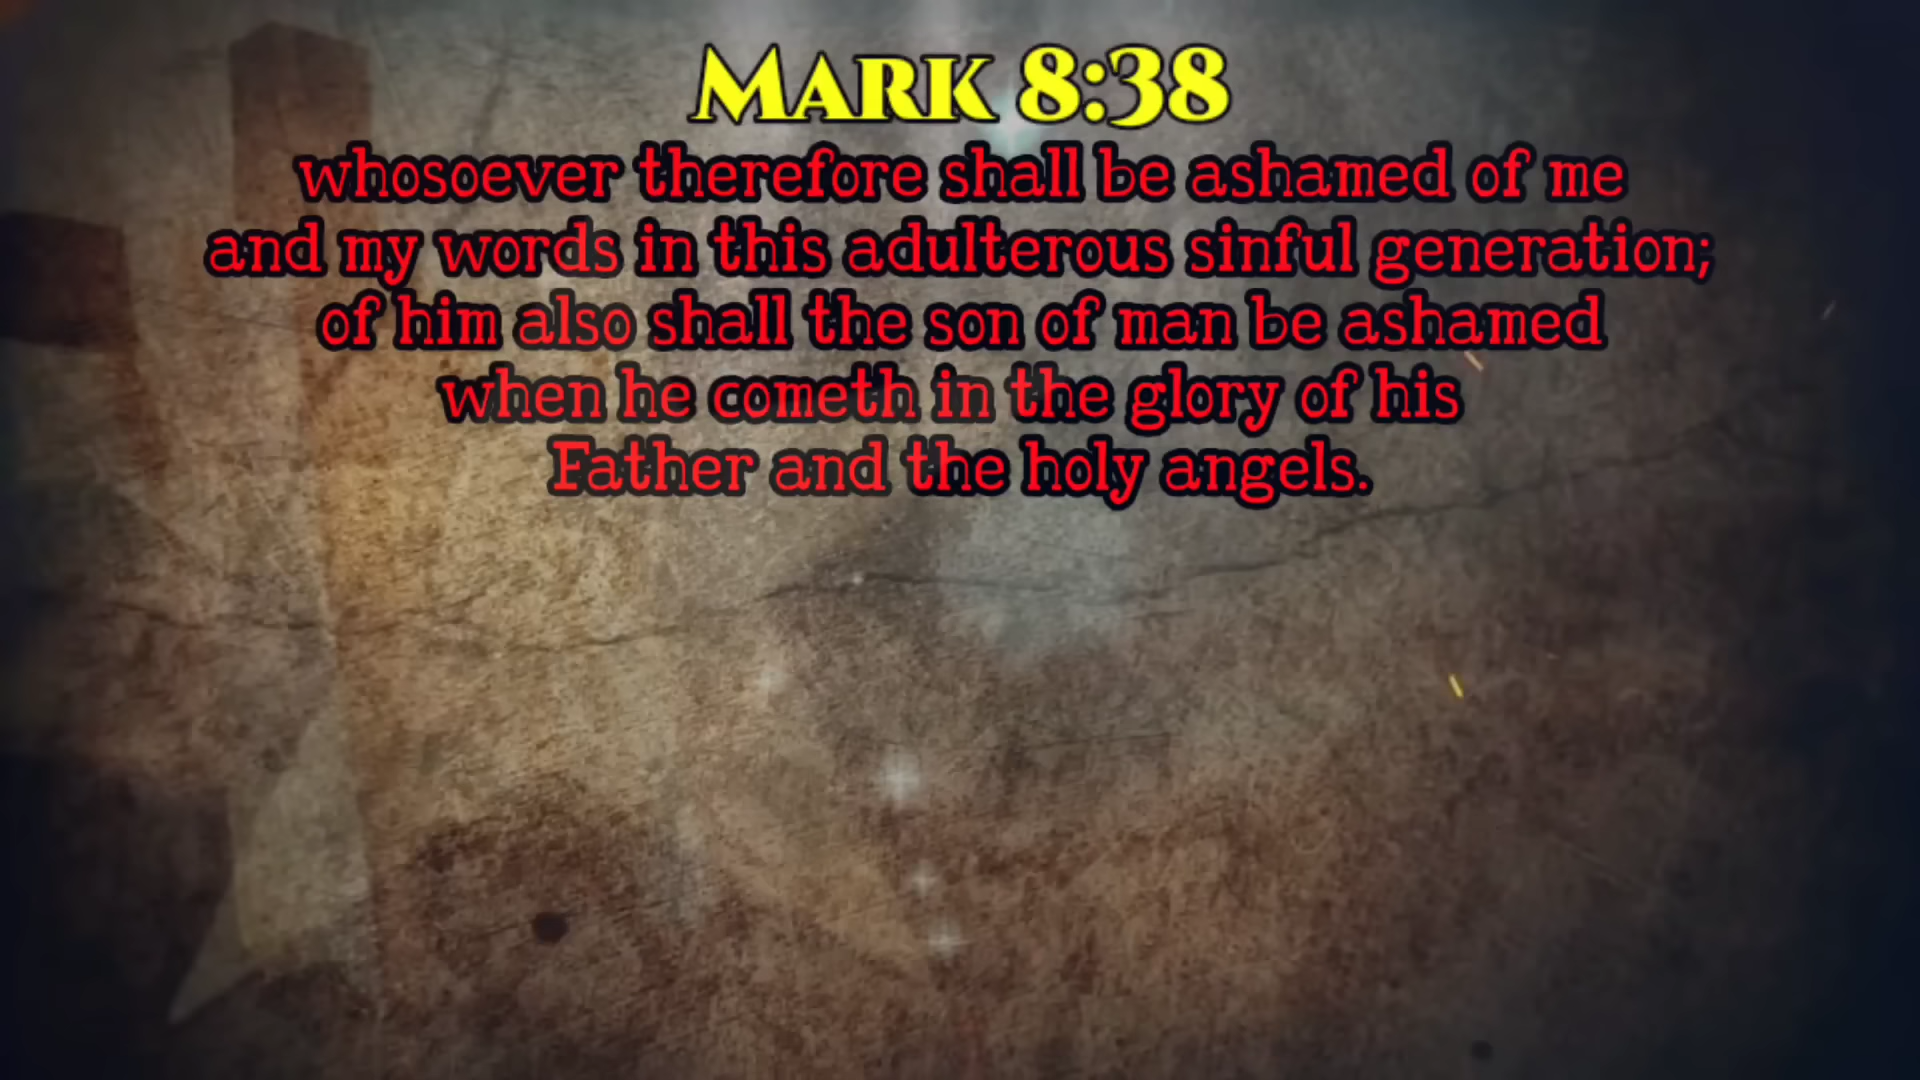 Mark 8:38
whosoever therefore shall be ashamed of me
and my words in this adulterous sinful generation;
of him also shall the son of man be ashamed
when he cometh in the glory of his
Father and the holy angels.